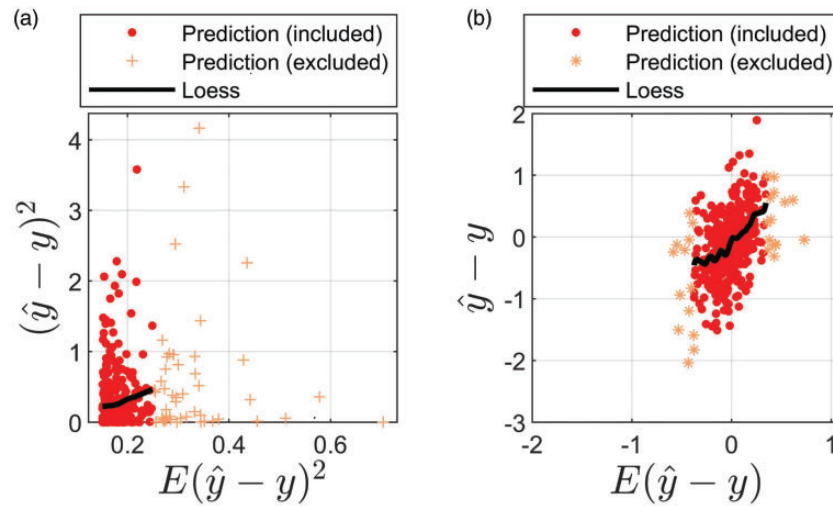 (a)
Prediction (included)
Prediction (excluded)
Loess
4
3
2
1
0
0.2 0.4 0.6
(ŷ − y)²
E(ŷ − y)²
(b)
Prediction (included)
Prediction (excluded)
Loess
2
1
0
-1
-2
-3
-2 -1 0 1
ŷ − y
E(ŷ − y)